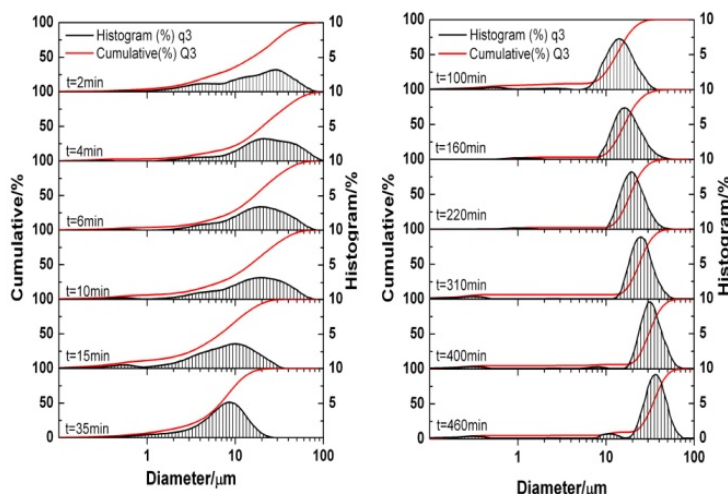 100
50
100
50
100
50
100
50
100
50
100
50
0
Cumulative/%
Histogram (%) q3
Cumulative(%) Q3
t=2min
t=4min
t=6min
t=10min
t=15min
t=35min
10
5
10
5
10
5
10
5
10
5
10
5
0
Histogram/%
1 10 100
Diameter/μm
100
50
100
50
100
50
100
50
100
50
100
50
0
Cumulative/%
Histogram (%) q3
Cumulative(%) Q3
t=100min
t=160min
t=220min
t=310min
t=400min
t=460min
10
5
10
5
10
5
10
5
10
5
10
5
0
Histogram/%
1 10 100
Diameter/μm